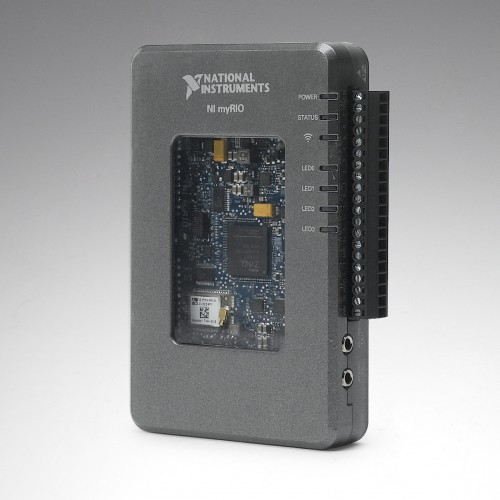 NATIONAL
INSTRUMENTS
NI myRIO
POWER
STATUS
LED0
LED1
LED2
LED3